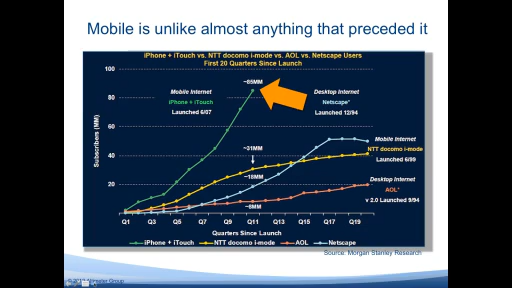 Mobile is unlike almost anything that preceded it
iPhone + iTouch vs. NTT docomo i-mode vs. AOL vs. Netscape Users
First 20 Quarters Since Launch
100
80
60
40
20
Subscribers (MM)
~65MM
Mobile Internet
iPhone + iTouch
Launched 6/07
Desktop Internet
Netscape*
Launched 12/94
~31MM
~18MM
~8MM
Mobile Internet
NTT docomo i-mode
Launched 6/99
Desktop Internet
AOL*
v 2.0 Launched 9/94
Q1 Q3 Q5 Q7 Q9 Q11 Q13 Q15 Q17 Q19
Quarters Since Launch
iPhone + iTouch NTT docomo i-mode AOL Netscape
Source: Morgan Stanley Research
Group